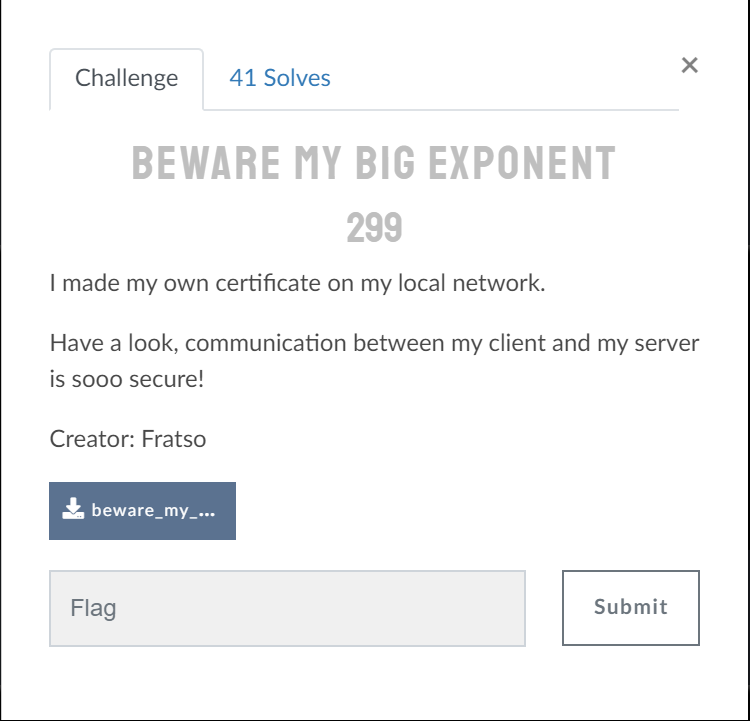 Challenge
41 Solves
×
BEWARE MY BIG EXPONENT
299
I made my own certificate on my local network.
Have a look, communication between my client and my server
is sooo secure!
Creator: Fratso
beware_my_...
Flag
Submit